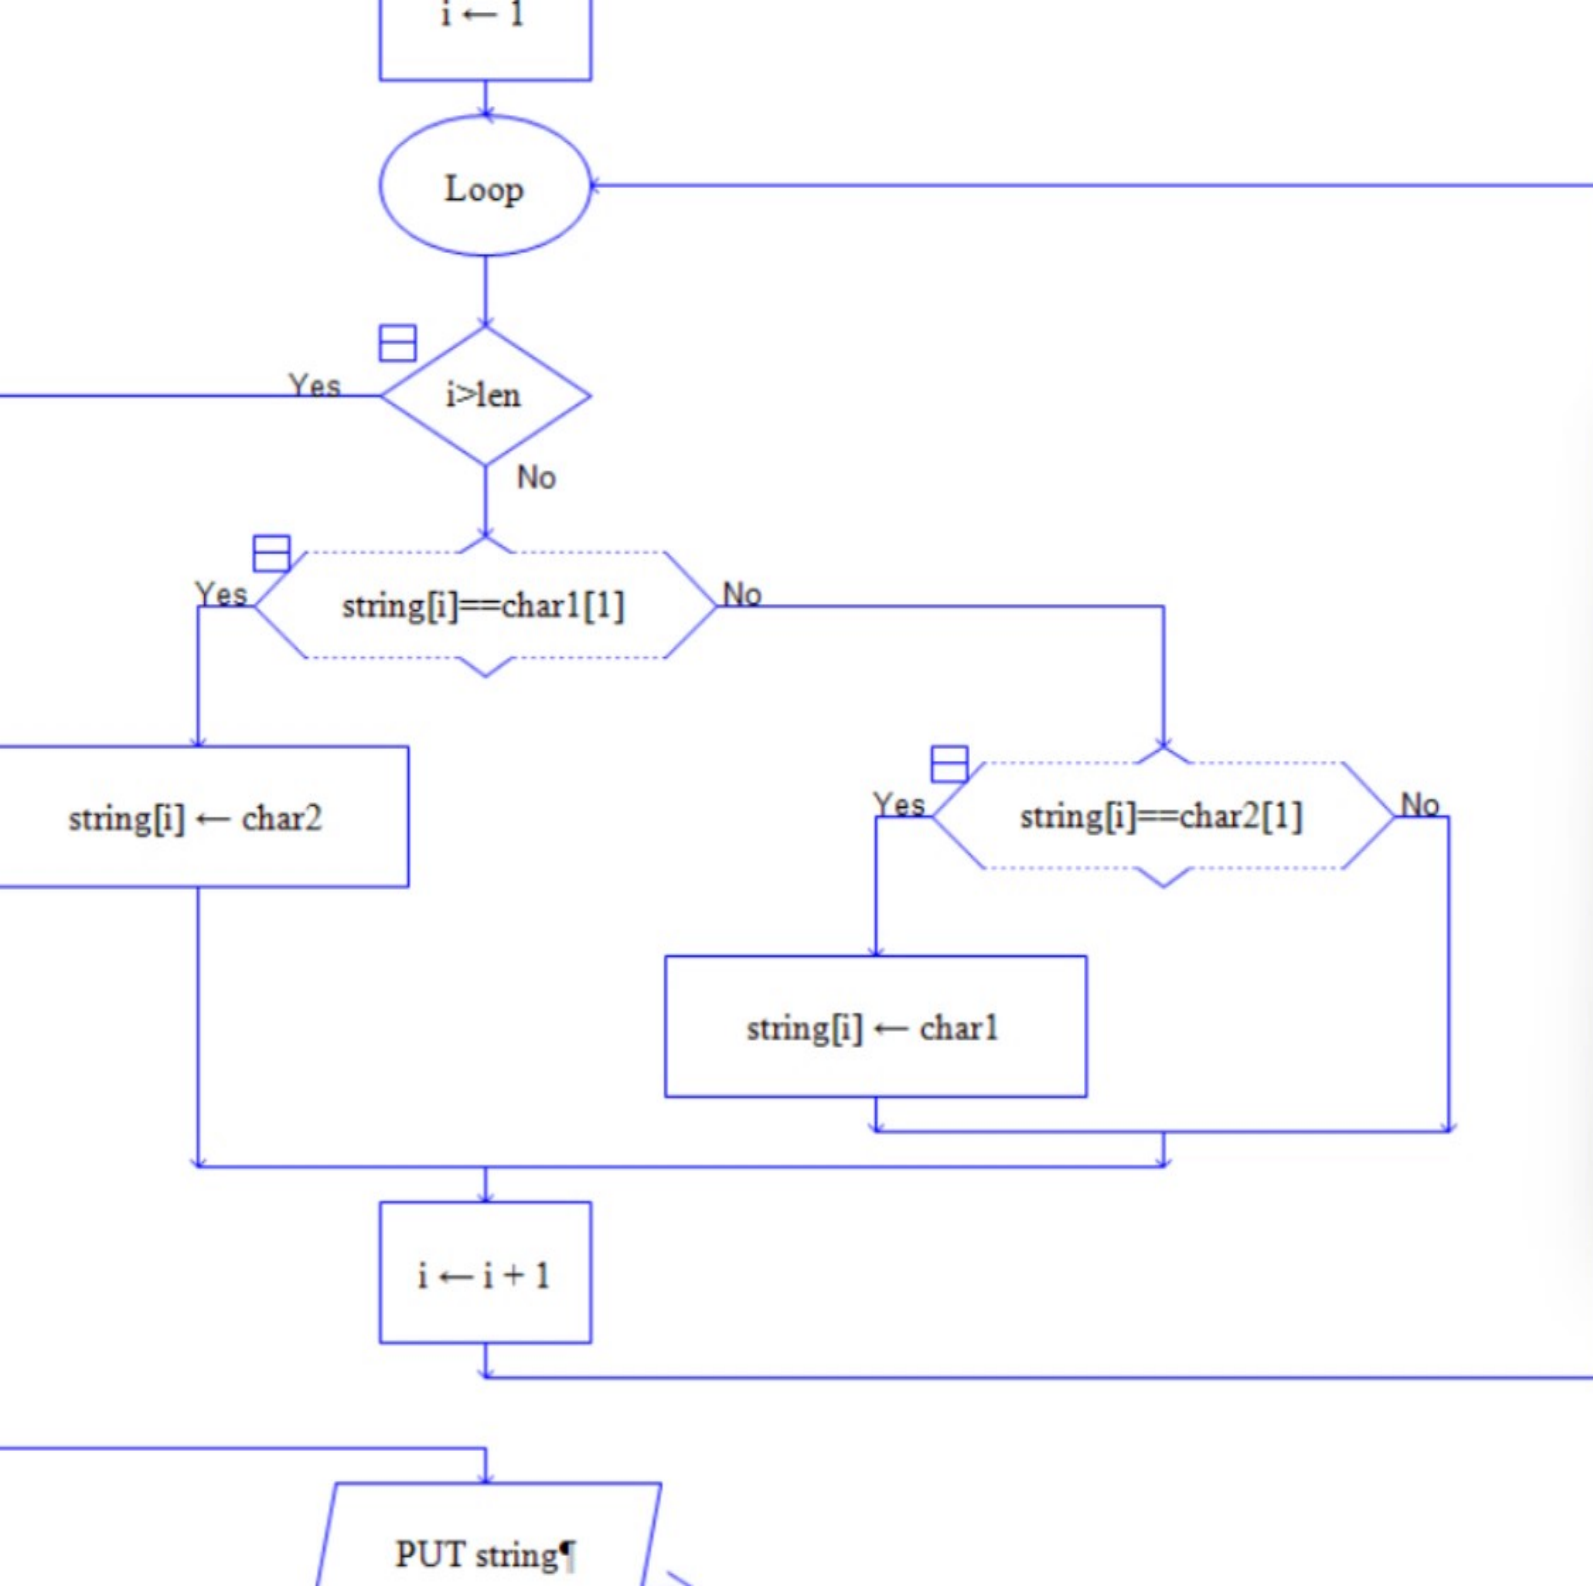 i ← 1
Loop
Yes
i>len
No
Yes
string[i]==char1[1]
No
string[i] ← char2
Yes
string[i]==char2[1]
No
string[i] ← char1
i ← i + 1
PUT string¶